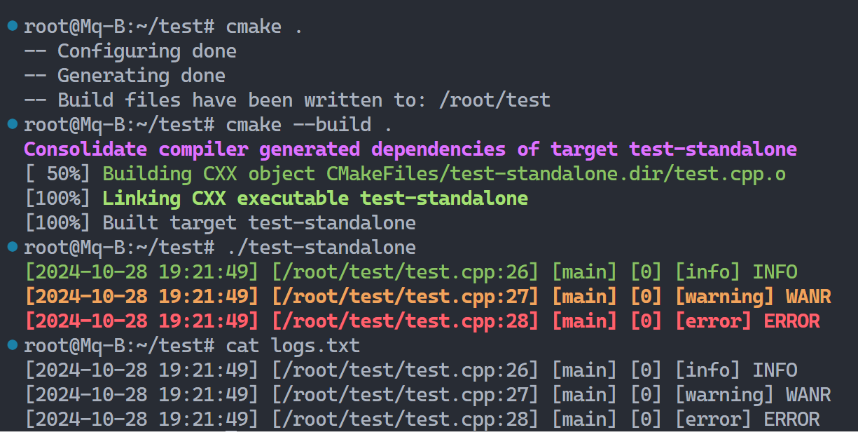 root@Mq-B:~/test# cmake .
-- Configuring done
-- Generating done
-- Build files have been written to: /root/test
root@Mq-B:~/test# cmake --build .
Consolidate compiler generated dependencies of target test-standalone
[ 50%] Building CXX object CMakeFiles/test-standalone.dir/test.cpp.o
[100%] Linking CXX executable test-standalone
[100%] Built target test-standalone
root@Mq-B:~/test# ./test-standalone
[2024-10-28 19:21:49] [/root/test/test.cpp:26] [main] [0] [info] INFO
[2024-10-28 19:21:49] [/root/test/test.cpp:27] [main] [0] [warning] WANR
[2024-10-28 19:21:49] [/root/test/test.cpp:28] [main] [0] [error] ERROR
root@Mq-B:~/test# cat logs.txt
[2024-10-28 19:21:49] [/root/test/test.cpp:26] [main] [0] [info] INFO
[2024-10-28 19:21:49] [/root/test/test.cpp:27] [main] [0] [warning] WANR
[2024-10-28 19:21:49] [/root/test/test.cpp:28] [main] [0] [error] ERROR